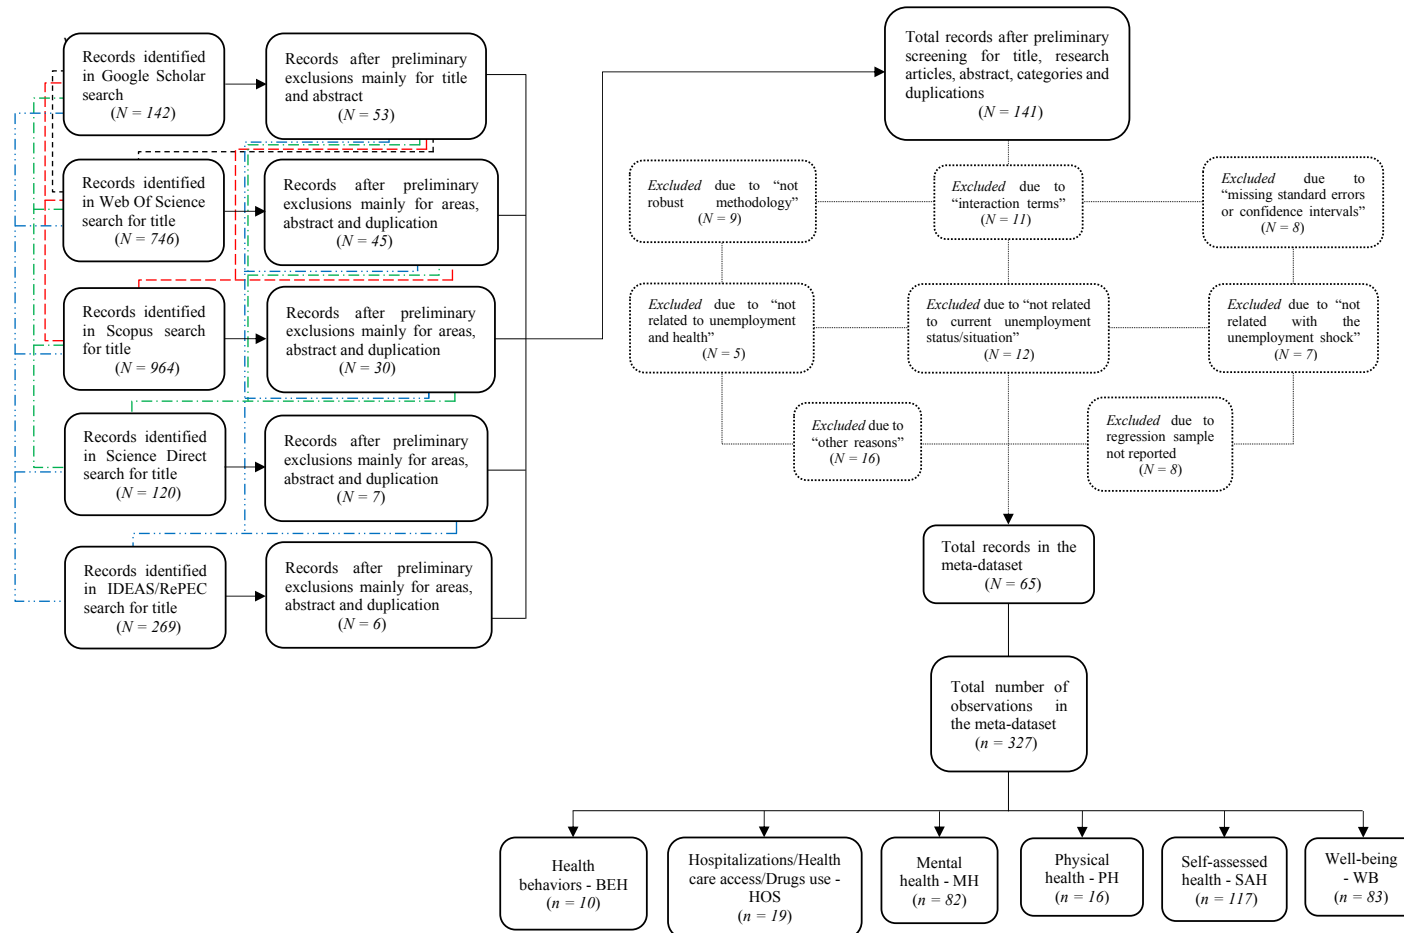 Records identified
in Google Scholar
search
(N = 142)
Records after preliminary
exclusions mainly for title
and abstract
(N = 53)
Records identified
in Web Of Science
search for title
(N = 746)
Records after preliminary
exclusions mainly for areas,
abstract and duplication
(N = 45)
Records identified
in Scopus search
for title
(N = 964)
Records after preliminary
exclusions mainly for areas,
abstract and duplication
(N = 30)
Records identified
in Science Direct
search for title
(N = 120)
Records after preliminary
exclusions mainly for areas,
abstract and duplication
(N = 7)
Records identified
in IDEAS/RePEC
search for title
(N = 269)
Records after preliminary
exclusions mainly for areas,
abstract and duplication
(N = 6)
Total records after preliminary
screening for title, research
articles, abstract, categories and
duplications
(N = 141)
Excluded due to “not
robust methodology”
(N = 9)
Excluded due to
“interaction terms”
(N = 11)
Excluded due to
“missing standard errors
or confidence intervals”
(N = 8)
Excluded due to “not
related to unemployment
and health”
(N = 5)
Excluded due to “not related
to current unemployment
status/situation”
(N = 12)
Excluded due to “not
related with the
unemployment shock”
(N = 7)
Excluded due to
“other reasons”
(N = 16)
Excluded due to
regression sample
not reported
(N = 8)
Total records in the
meta-dataset
(N = 65)
Total number of
observations in
the meta-dataset
(n = 327)
Health
behaviors - BEH
(n = 10)
Hospitalizations/Health
care access/Drugs use -
HOS
(n = 19)
Mental
health - MH
(n = 82)
Physical
health - PH
(n = 16)
Self-assessed
health - SAH
(n = 117)
Well-being
- WB
(n = 83)